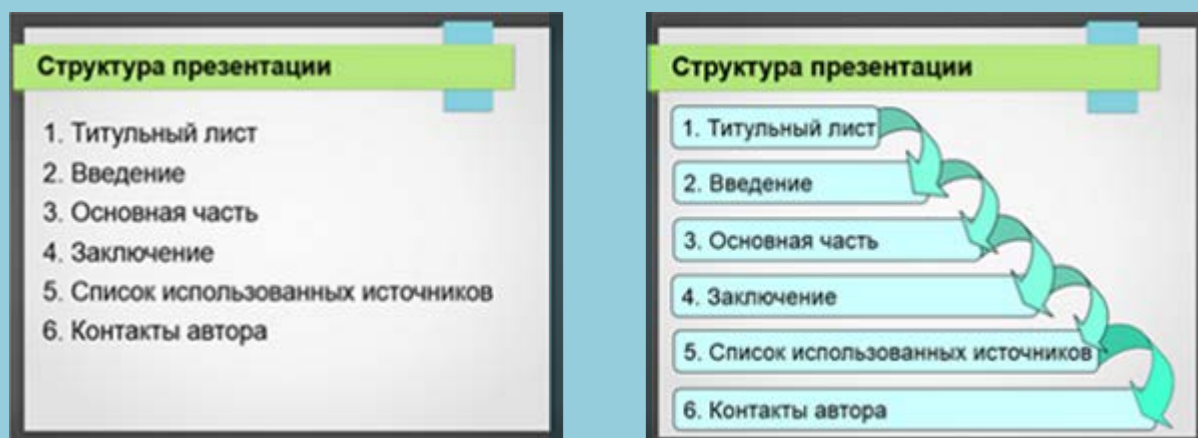 Структура презентации
1. Титульный лист
2. Введение
3. Основная часть
4. Заключение
5. Список использованных источников
6. Контакты автора
Структура презентации
1. Титульный лист
2. Введение
3. Основная часть
4. Заключение
5. Список использованных источников
6. Контакты автора